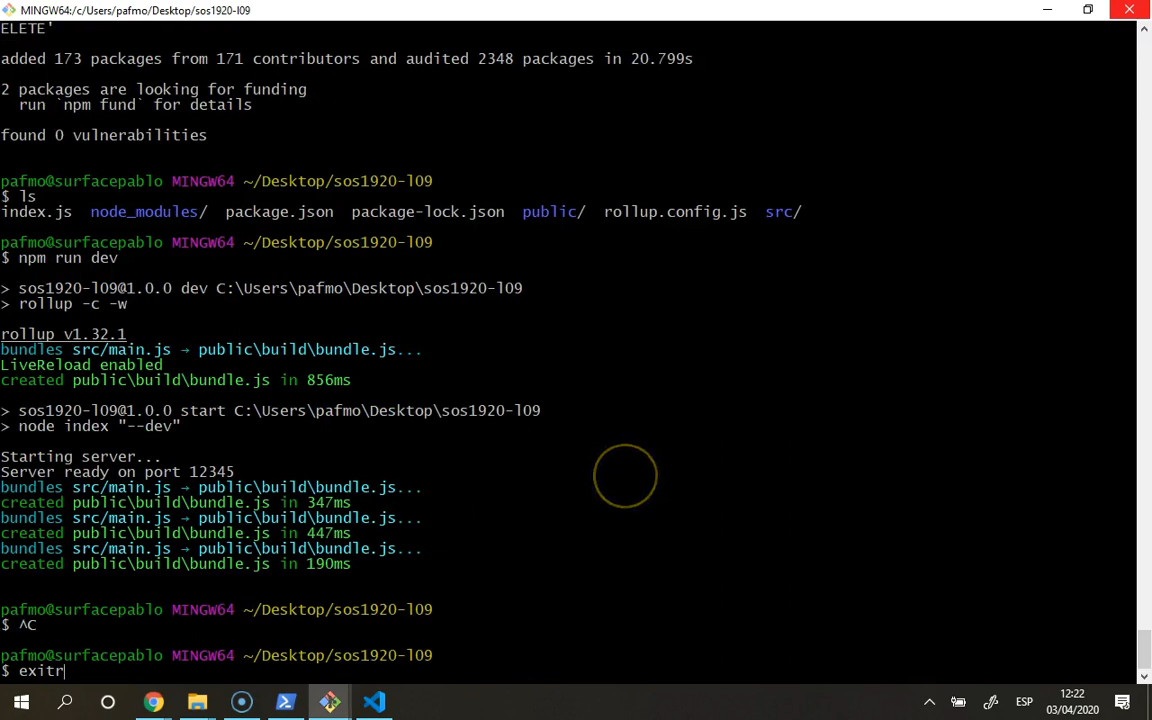 MINGW64:/c/Users/pafmo/Desktop/sos1920-l09
ELETE'
added 173 packages from 171 contributors and audited 2348 packages in 20.799s
2 packages are looking for funding
run `npm fund` for details
found 0 vulnerabilities
pafmo@surfacepablo MINGW64 ~/Desktop/sos1920-l09
$ ls
index.js node_modules/ package.json package-lock.json public/ rollup.config.js src/
pafmo@surfacepablo MINGW64 ~/Desktop/sos1920-l09
$ npm run dev
> sos1920-l09@1.0.0 dev C:\Users\pafmo\Desktop\sos1920-l09
> rollup -c -w
rollup v1.32.1
bundles src/main.js → public\build\bundle.js...
LiveReload enabled
created public\build\bundle.js in 856ms
> sos1920-l09@1.0.0 start C:\Users\pafmo\Desktop\sos1920-l09
> node index "--dev"
Starting server...
Server ready on port 12345
bundles src/main.js → public\build\bundle.js...
created public\build\bundle.js in 347ms
bundles src/main.js → public\build\bundle.js...
created public\build\bundle.js in 447ms
bundles src/main.js → public\build\bundle.js...
created public\build\bundle.js in 190ms
pafmo@surfacepablo MINGW64 ~/Desktop/sos1920-l09
$ ^C
pafmo@surfacepablo MINGW64 ~/Desktop/sos1920-l09
$ exitr
ESP
12:22
03/04/2020